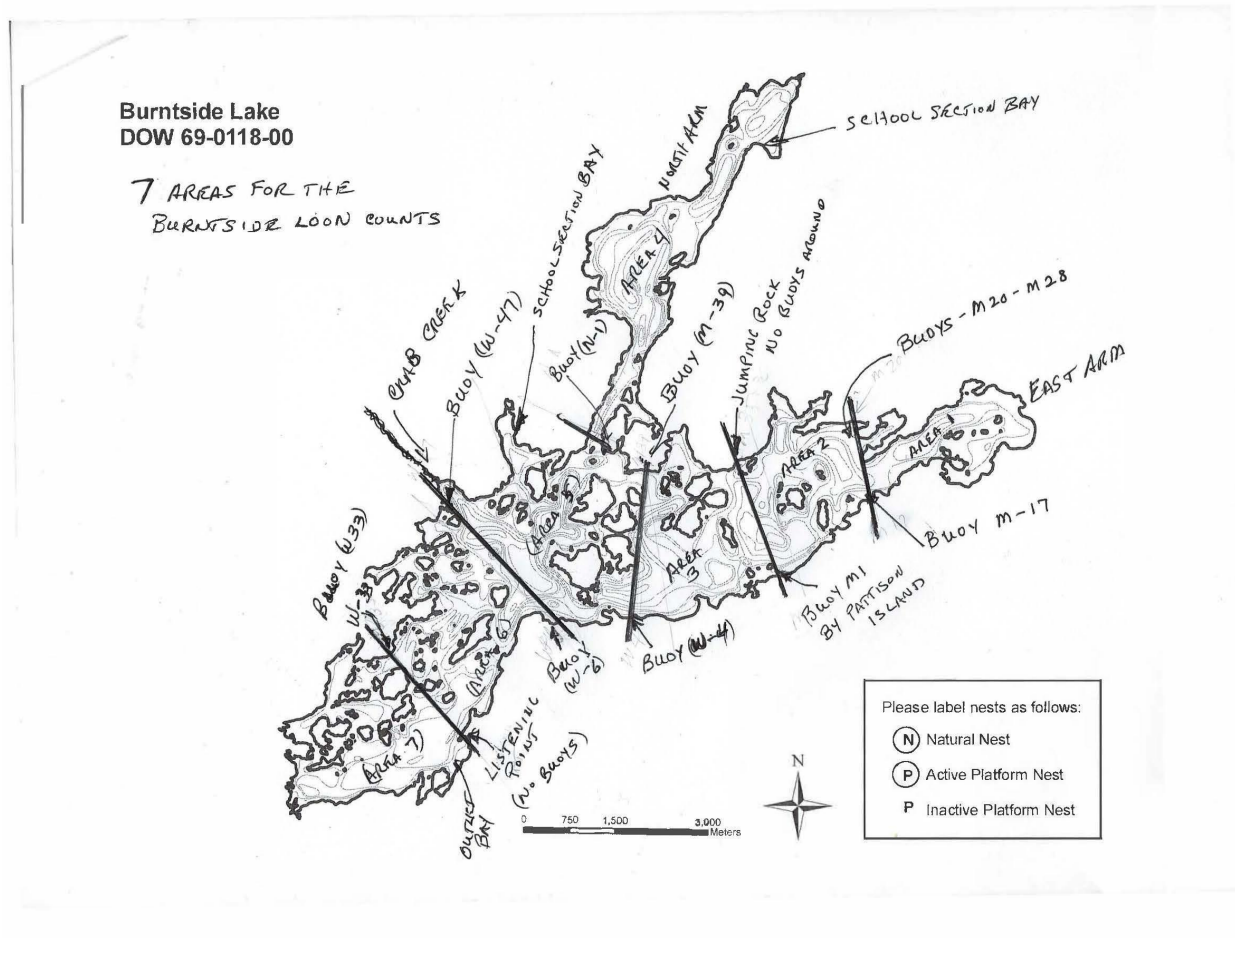 Burntside Lake
DOW 69-0118-00
7 AREAS FOR THE
BURNTSIDE LOON COUNTS
SCHOOL SECTION BAY
NORTH ARM
SCHOOL SECTION BAY
AREA 4
CRAB CREEK
BUOY (W-47)
BUOY (N-1)
BUOY (M-39)
JUMPING ROCK
NO BUOYS AROUND
BUOYS - M20 - M28
M 20
EAST ARM
AREA 1
AREA 2
AREA 3
(AREA 5)
BUOY M-17
BUOY M1
BY PATTISON
ISLAND
BUOY (W-4)
BUOY
(W-6)
BUOY (W33)
W-33
(AREA 6)
(AREA 7)
LISTENING
POINT
(NO BUOYS)
OUTLET
BAY
Please label nests as follows:
N Natural Nest
P Active Platform Nest
P Inactive Platform Nest
N
0 750 1,500 3,000
Meters